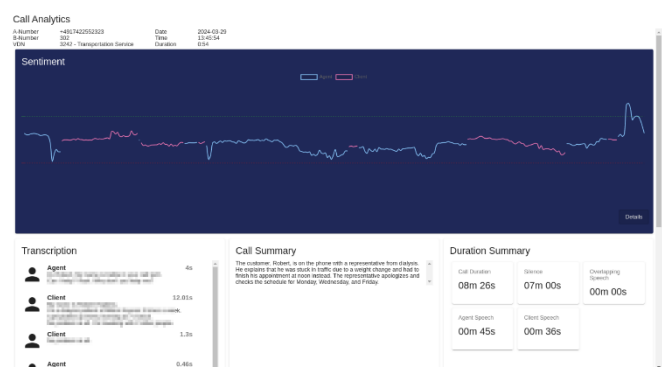 Call Analytics
A-Number +4917422552323 Date 2024-03-29
B-Number 302 Time 13:45:54
VDN 3242 - Transportation Service Duration 0:54
Sentiment
Agent Client
Details
Transcription
Agent 4s
Client 12.01s
Client 1.3s
Agent 0.46s
Call Summary
The customer, Robert, is on the phone with a representative from dialysis.
He explains that he was stuck in traffic due to a weight change and had to
finish his appointment at noon instead. The representative apologizes and
checks the schedule for Monday, Wednesday, and Friday.
Duration Summary
Call Duration
08m 26s
Silence
07m 00s
Overlapping
Speech
00m 00s
Agent Speech
00m 45s
Client Speech
00m 36s